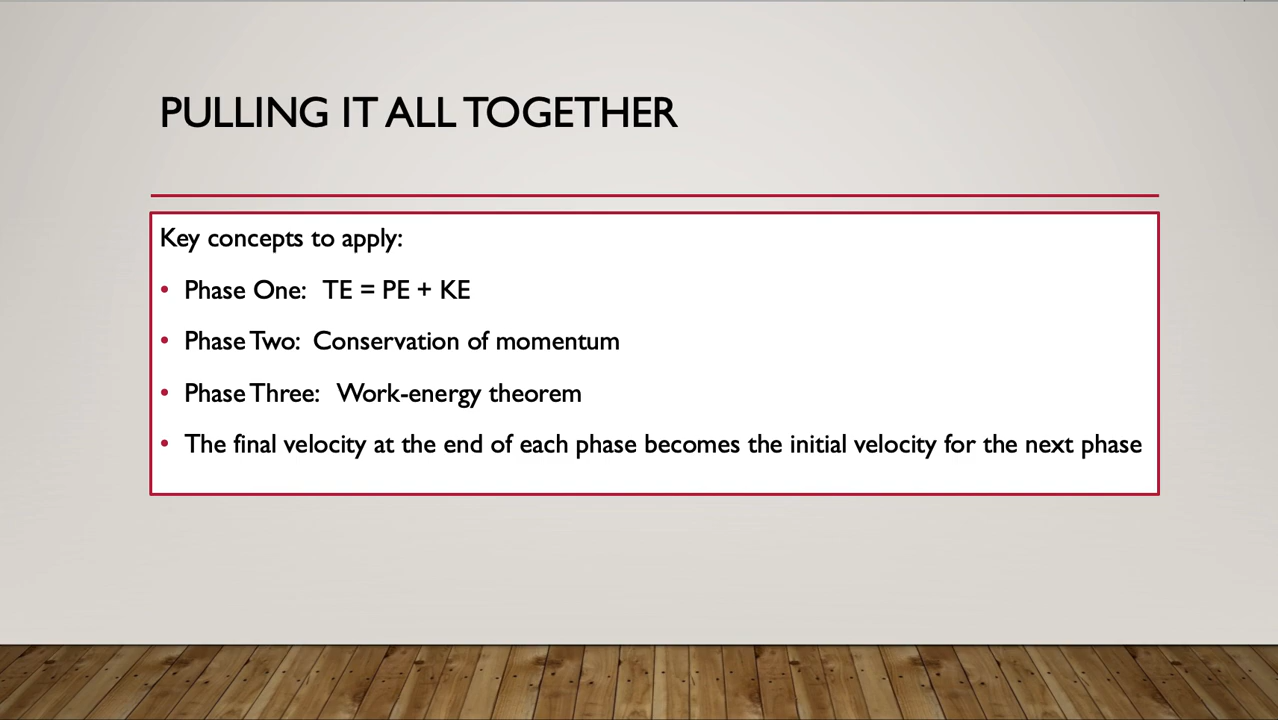 PULLING IT ALL TOGETHER
Key concepts to apply:
• Phase One: TE = PE + KE
• Phase Two: Conservation of momentum
• Phase Three: Work-energy theorem
• The final velocity at the end of each phase becomes the initial velocity for the next phase